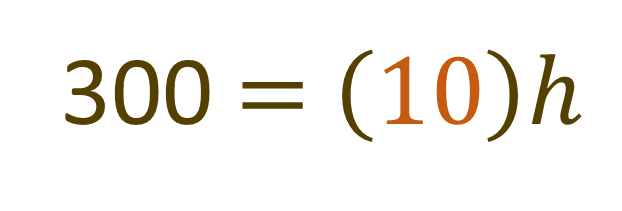 300 = (10)h